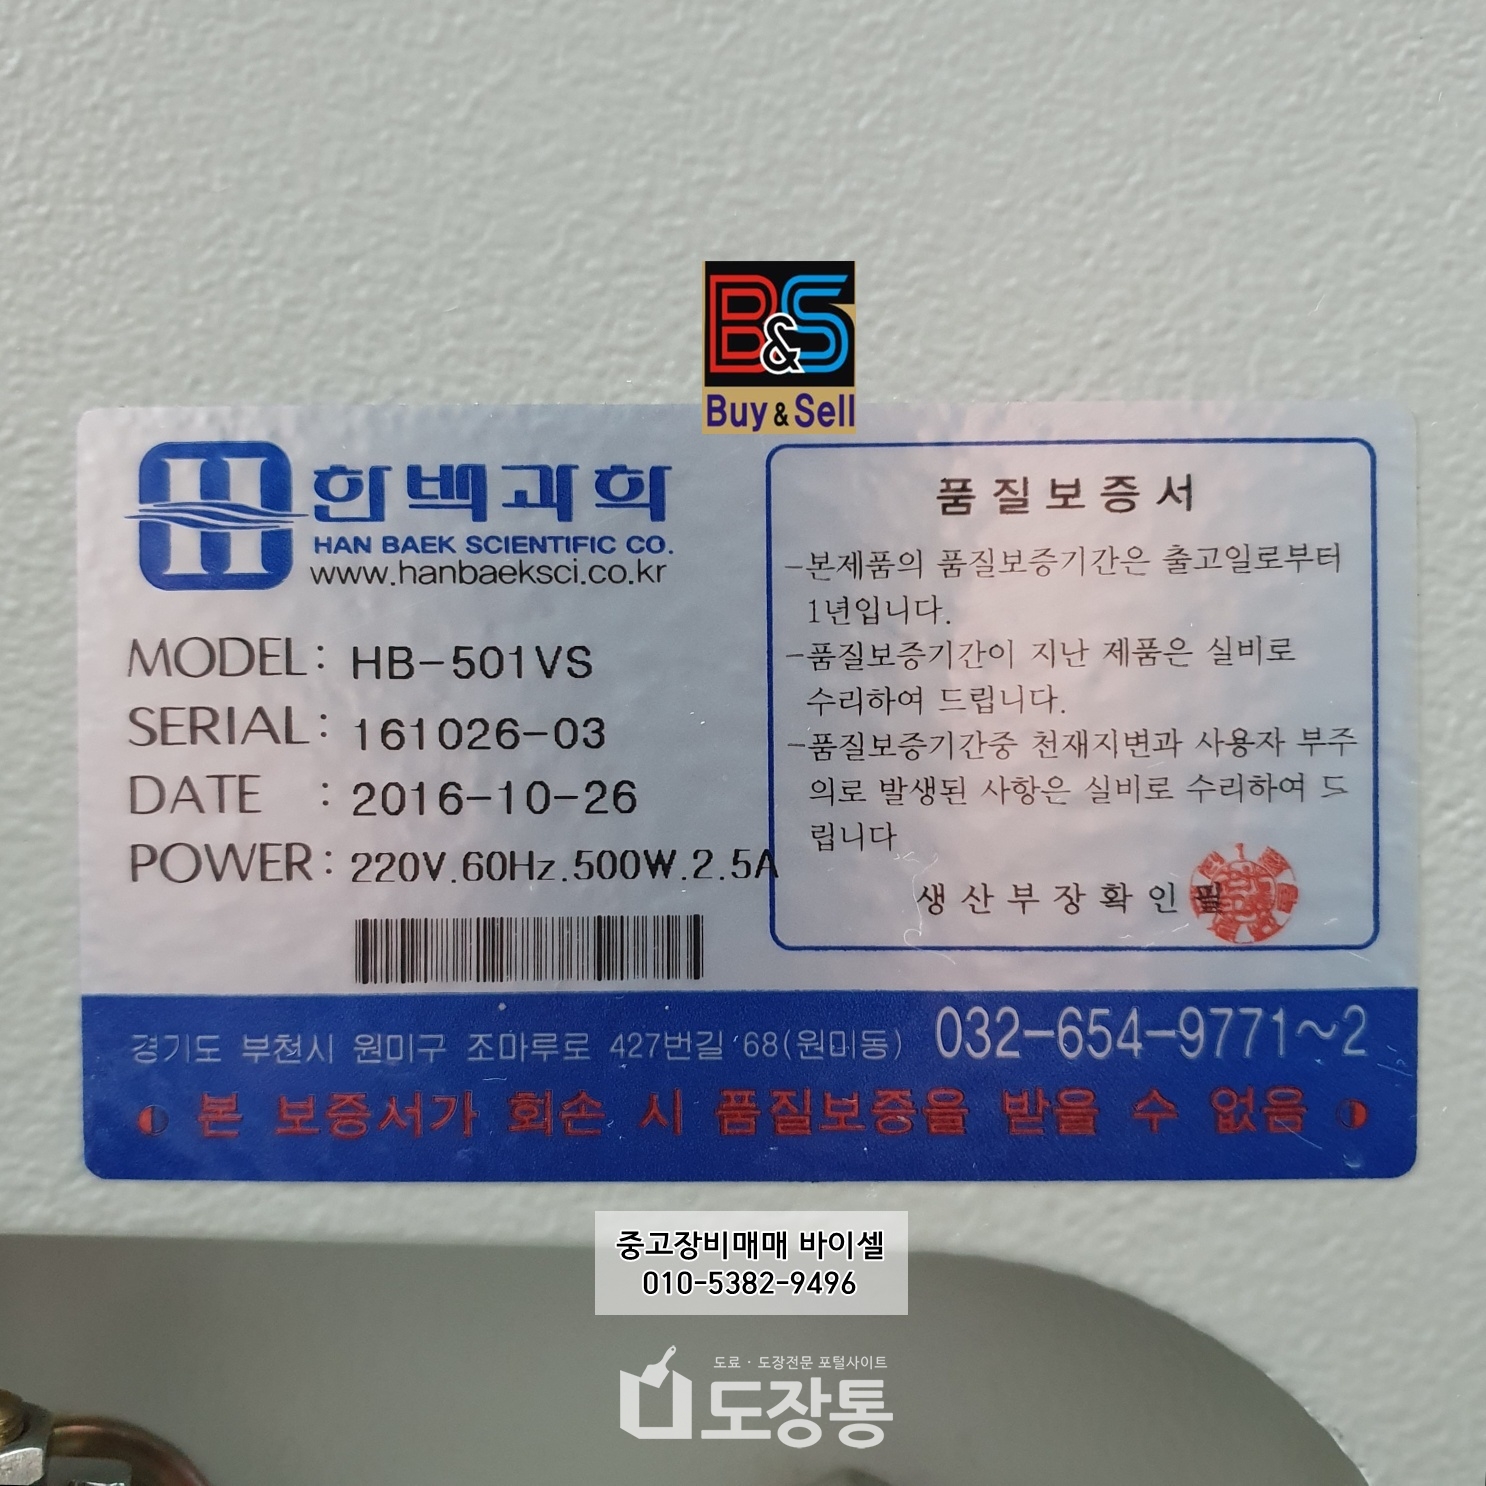 B&S
Buy & Sell
한백과학
HAN BAEK SCIENTIFIC CO.
www.hanbaeksci.co.kr
MODEL : HB-501VS
SERIAL : 161026-03
DATE : 2016-10-26
POWER : 220V.60Hz.500W.2.5A
품질보증서
-본제품의 품질보증기간은 출고일로부터
1년입니다.
-품질보증기간이 지난 제품은 실비로
수리하여 드립니다.
-품질보증기간중 천재지변과 사용자 부주
의로 발생된 사항은 실비로 수리하여 드
립니다
생산부장확인필
경기도 부천시 원미구 조마루로 427번길 68(원미동) 032-654-9771~2
본 보증서가 훼손 시 품질보증을 받을 수 없음
중고장비매매 바이셀
010-5382-9496
도료 · 도장전문 포털사이트
도장통